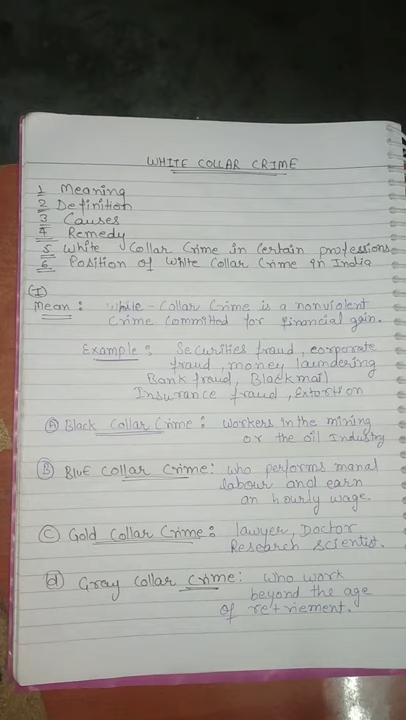 WHITE COLLAR CRIME
1 Meaning
2 Definition
3 Causes
4 Remedy
5. White Collar Crime in Certain professions
6. Position of White Collar Crime in India
(I)
Mean : White-Collar Crime is a nonviolent
Crime committed for financial gain.
Example : Securities fraud, corporate
fraud, money laundering
Bank fraud, Blackmail
Insurance fraud, Extortion
(A) Black Collar Crime : Workers in the mining
or the oil Industry
(B) Blue Collar Crime : who performs manal
labour and earn
an hourly wage.
(C) Gold Collar Crime : lawyer, Doctor
Research scientist.
(d) Gray Collar Crime : who work
beyond the age
of retriement.